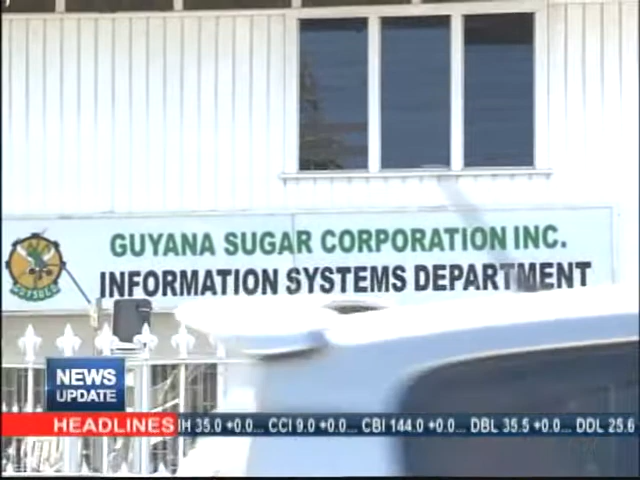 GUYANA SUGAR CORPORATION INC.
INFORMATION SYSTEMS DEPARTMENT
GUYSUCO
NEWS
UPDATE
HEADLINES
IH 35.0 +0.0... CCI 9.0 +0.0... CBI 144.0 +0.0... DBL 35.5 +0.0... DDL 25.6